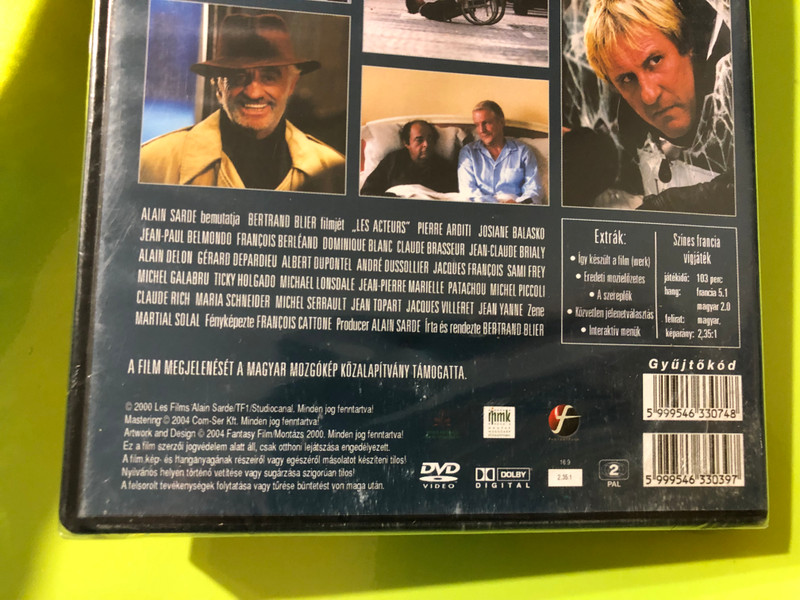 ALAIN SARDE bemutatja BERTRAND BLIER filmjét „LES ACTEURS" PIERRE ARDITI JOSIANE BALASKO
JEAN-PAUL BELMONDO FRANÇOIS BERLÉAND DOMINIQUE BLANC CLAUDE BRASSEUR JEAN-CLAUDE BRIALY
ALAIN DELON GÉRARD DEPARDIEU ALBERT DUPONTEL ANDRÉ DUSSOLLIER JACQUES FRANÇOIS SAMI FREY
MICHEL GALABRU TICKY HOLGADO MICHAEL LONSDALE JEAN-PIERRE MARIELLE PATACHOU MICHEL PICCOLI
CLAUDE RICH MARIA SCHNEIDER MICHEL SERRAULT JEAN TOPART JACQUES VILLERET JEAN YANNE Zene
MARTIAL SOLAL Fényképezte FRANÇOIS CATTONE Producer ALAIN SARDE Írta és rendezte BERTRAND BLIER
Extrák:
• Így készült a film (werk)
• Eredeti mozielőzetes
• A szereplők
• Közvetlen jelenetválasztás
• Interaktív menük
Színes francia
vígjáték
játékidő: 103 perc
hang: francia 5.1
magyar 2.0
felirat: magyar,
képarány: 2,35:1
A FILM MEGJELENÉSÉT A MAGYAR MOZGÓKÉP KÖZALAPÍTVÁNY TÁMOGATTA.
Gyűjtőkód
5 999546 330748
5 999546 330397
© 2000 Les Films Alain Sarde/TF1/Studiocanal. Minden jog fenntartva!
Mastering © 2004 Com-Ser Kft. Minden jog fenntartva!
Artwork and Design © 2004 Fantasy Film/Montázs 2000. Minden jog fenntartva!
Ez a film szerzői jogvédelem alatt áll, csak otthoni lejátszása engedélyezett.
A film kép- és hanganyagának részeiről vagy egészéről másolatot készíteni tilos!
Nyilvános helyen történő vetítése vagy sugárzása szigorúan tilos!
A felsorolt tevékenységek folytatása vagy tűrése büntetést von maga után.
mmk
DVD
VIDEO
DOLBY
DIGITAL
16:9
2,35:1
2
PAL